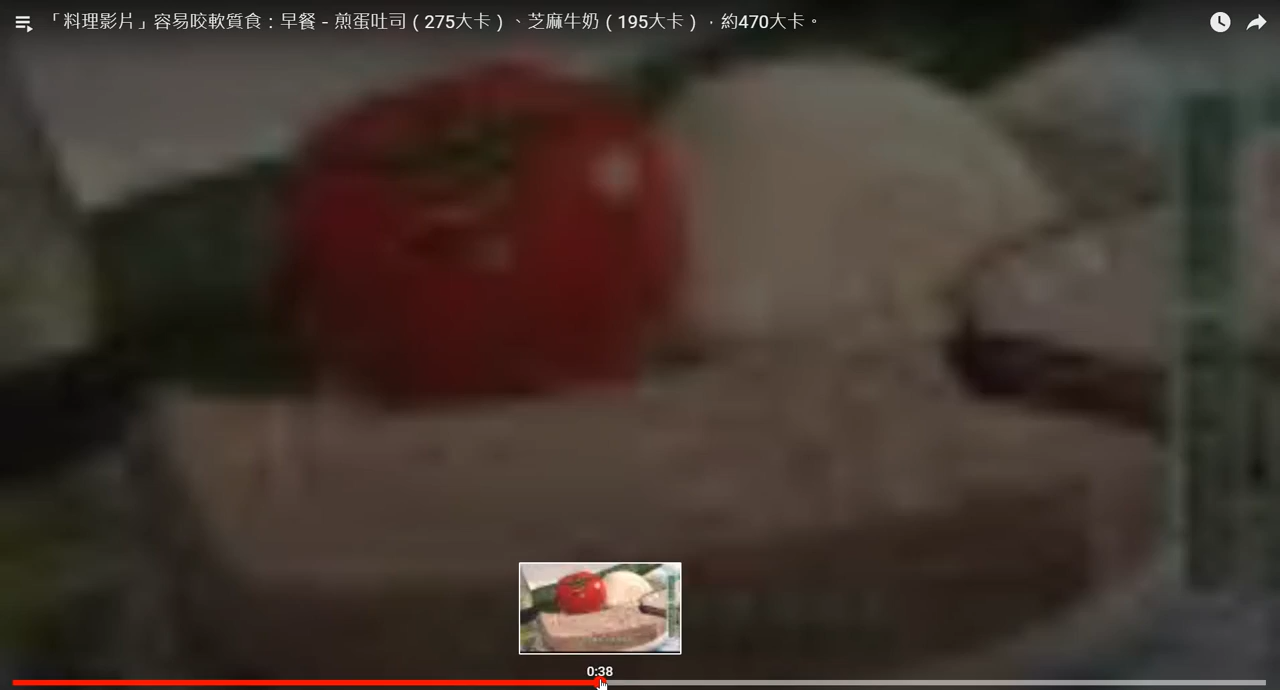 「料理影片」容易咬軟質食：早餐 - 煎蛋吐司（275大卡）、芝麻牛奶（195大卡），約470大卡。
0:38